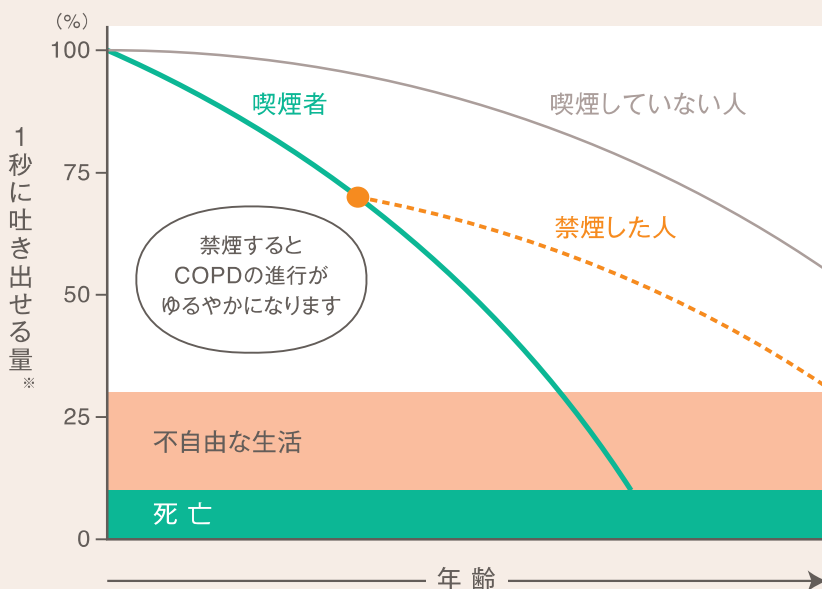 (%)
100
75
50
25
0
1秒に吐き出せる量※
喫煙者
喫煙していない人
禁煙した人
禁煙すると
COPDの進行が
ゆるやかになります
不自由な生活
死亡
年齢